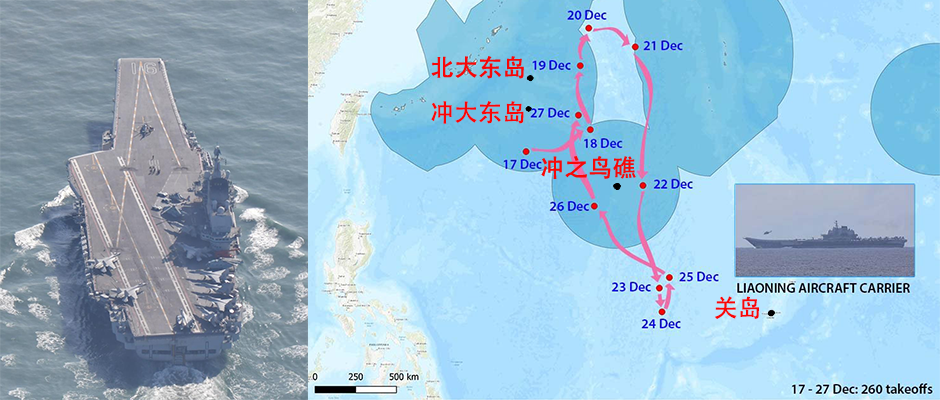 20 Dec
21 Dec
北大东岛
19 Dec
冲大东岛
27 Dec
18 Dec
17 Dec
冲之鸟礁
22 Dec
26 Dec
25 Dec
23 Dec
LIAONING AIRCRAFT CARRIER
关岛
24 Dec
0 250 500 km
17 - 27 Dec: 260 takeoffs